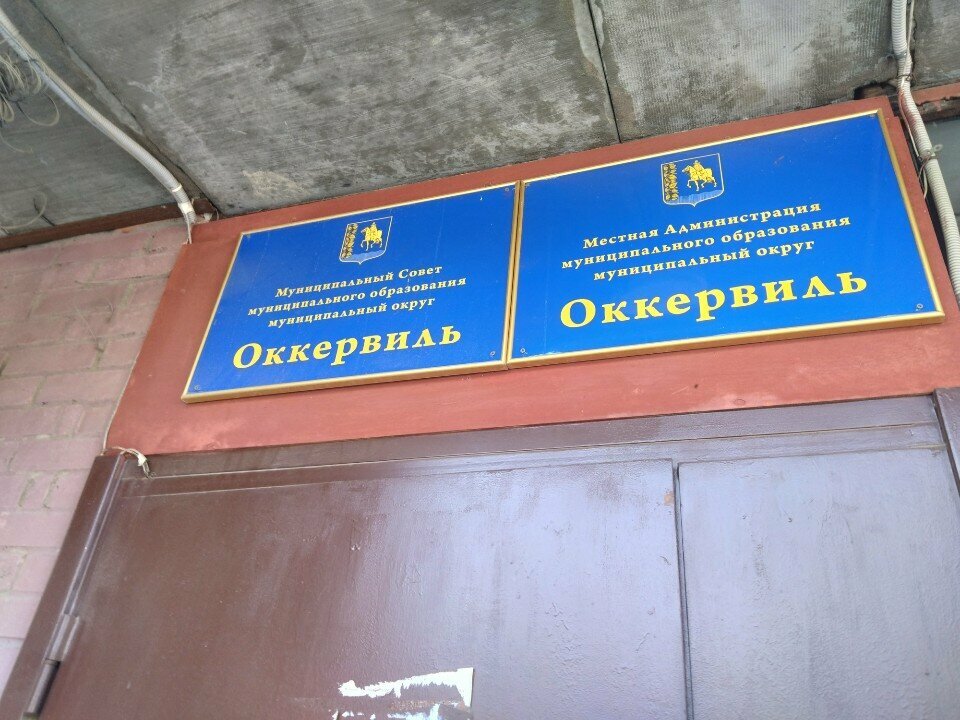 Муниципальный Совет
муниципального образования
муниципальный округ
Оккервиль
Местная Администрация
муниципального образования
муниципальный округ
Оккервиль